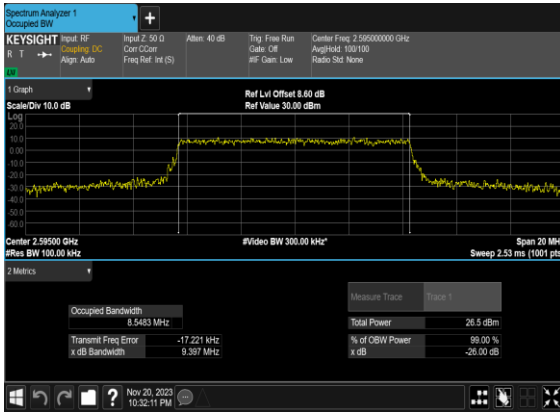 Spectrum Analyzer 1
Occupied BW
KEYSIGHT
R T
LXI
Input: RF
Coupling: DC
Align: Auto
Input Z: 50 Ω
Corr CCorr
Freq Ref: Int (S)
Atten: 40 dB
Trig: Free Run
Gate: Off
#IF Gain: Low
Center Freq: 2.595000000 GHz
Avg|Hold: 100/100
Radio Std: None
1 Graph
Scale/Div 10.0 dB
Ref Lvl Offset 8.60 dB
Ref Value 30.00 dBm
Log
20.0
10.0
0.00
-10.0
-20.0
-30.0
-40.0
-50.0
-60.0
Center 2.59500 GHz
#Video BW 300.00 kHz*
Span 20 MH
#Res BW 100.00 kHz
Sweep 2.53 ms (1001 pts
2 Metrics
Measure Trace
Trace 1
Occupied Bandwidth
8.5483 MHz
Total Power
26.5 dBm
Transmit Freq Error
-17.221 kHz
% of OBW Power
99.00 %
x dB Bandwidth
9.397 MHz
x dB
-26.00 dB
?
Nov 20, 2023
10:32:11 PM